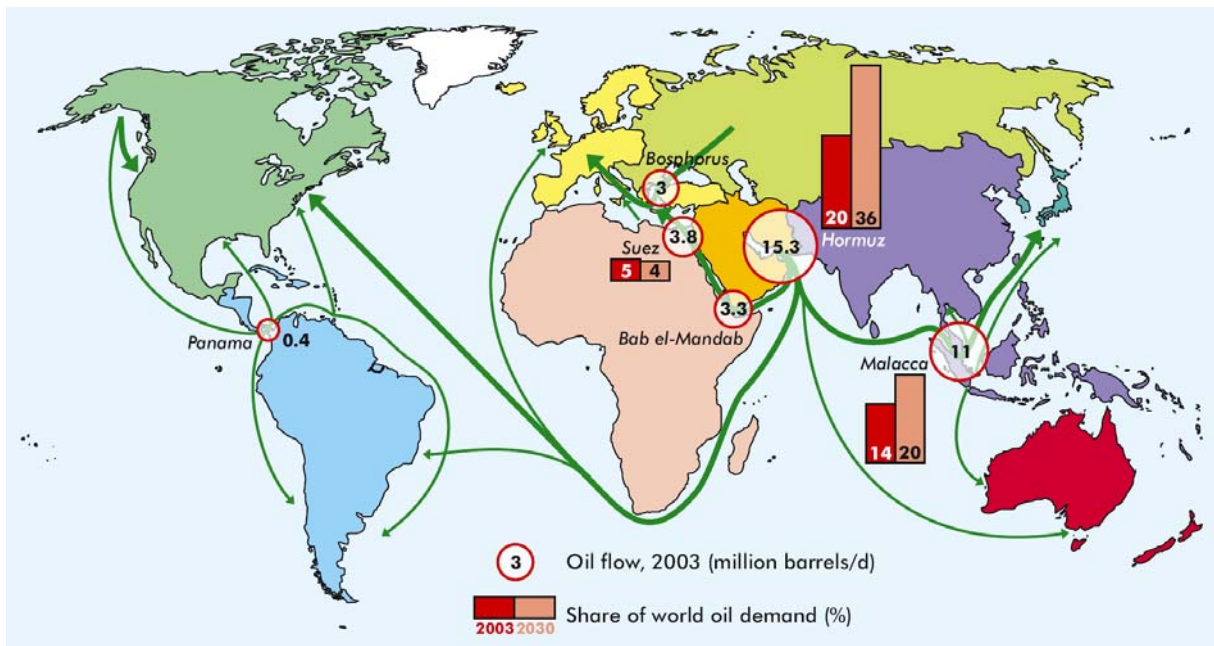 Bosphorus
3
20 36
Hormuz
3.8
Suez
15.3
5 4
3.3
Bab el-Mandab
Panama
0.4
11
Malacca
14 20
3 Oil flow, 2003 (million barrels/d)
Share of world oil demand (%)
2003 2030